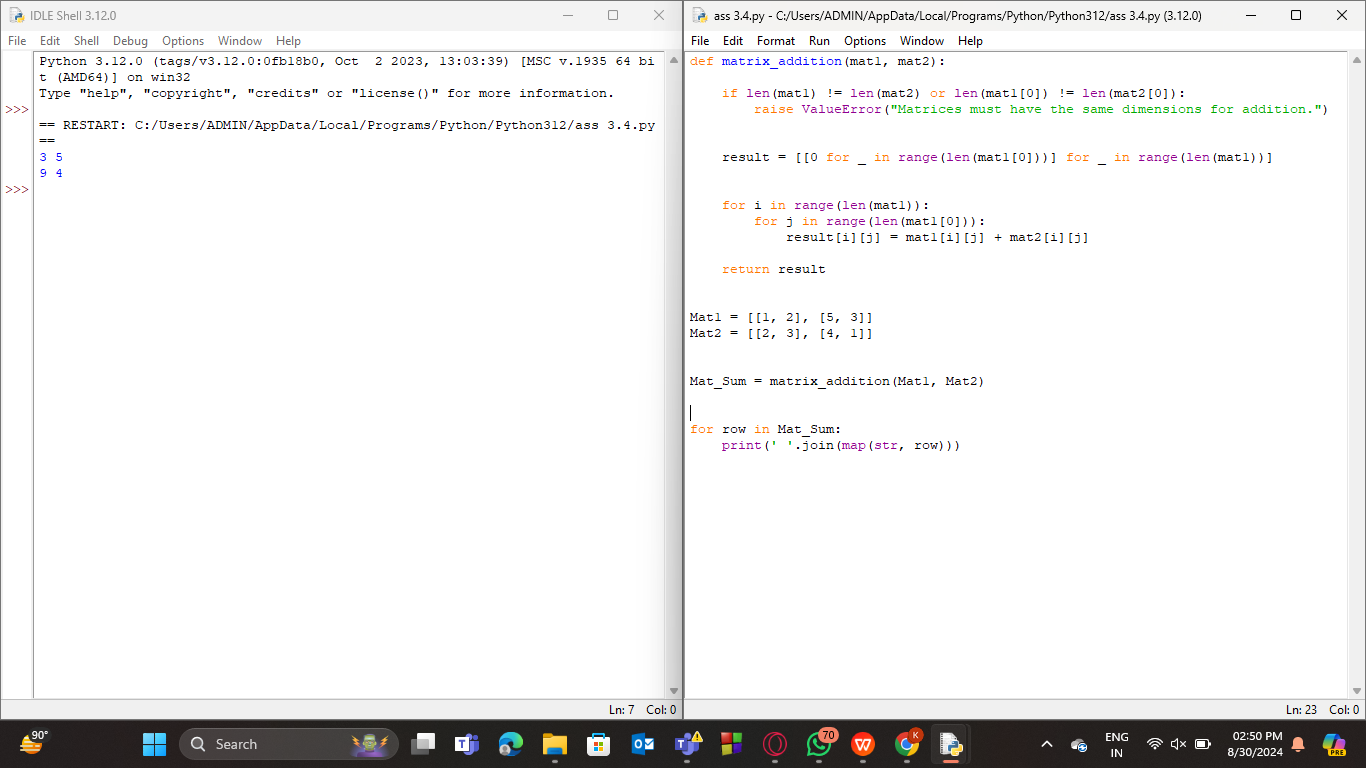 IDLE Shell 3.12.0
File Edit Shell Debug Options Window Help
Python 3.12.0 (tags/v3.12.0:0fb18b0, Oct  2 2023, 13:03:39) [MSC v.1935 64 bi
t (AMD64)] on win32
Type "help", "copyright", "credits" or "license()" for more information.
>>>
== RESTART: C:/Users/ADMIN/AppData/Local/Programs/Python/Python312/ass 3.4.py
==
3 5
9 4
>>>
Ln: 7 Col: 0
ass 3.4.py - C:/Users/ADMIN/AppData/Local/Programs/Python/Python312/ass 3.4.py (3.12.0)
File Edit Format Run Options Window Help
def matrix_addition(mat1, mat2):
    if len(mat1) != len(mat2) or len(mat1[0]) != len(mat2[0]):
        raise ValueError("Matrices must have the same dimensions for addition.")
    result = [[0 for _ in range(len(mat1[0]))] for _ in range(len(mat1))]
    for i in range(len(mat1)):
        for j in range(len(mat1[0])):
            result[i][j] = mat1[i][j] + mat2[i][j]
    return result
Mat1 = [[1, 2], [5, 3]]
Mat2 = [[2, 3], [4, 1]]
Mat_Sum = matrix_addition(Mat1, Mat2)
for row in Mat_Sum:
    print(' '.join(map(str, row)))
Ln: 23 Col: 0
90°
Search
70
K
ENG
IN
02:50 PM
8/30/2024
PRE